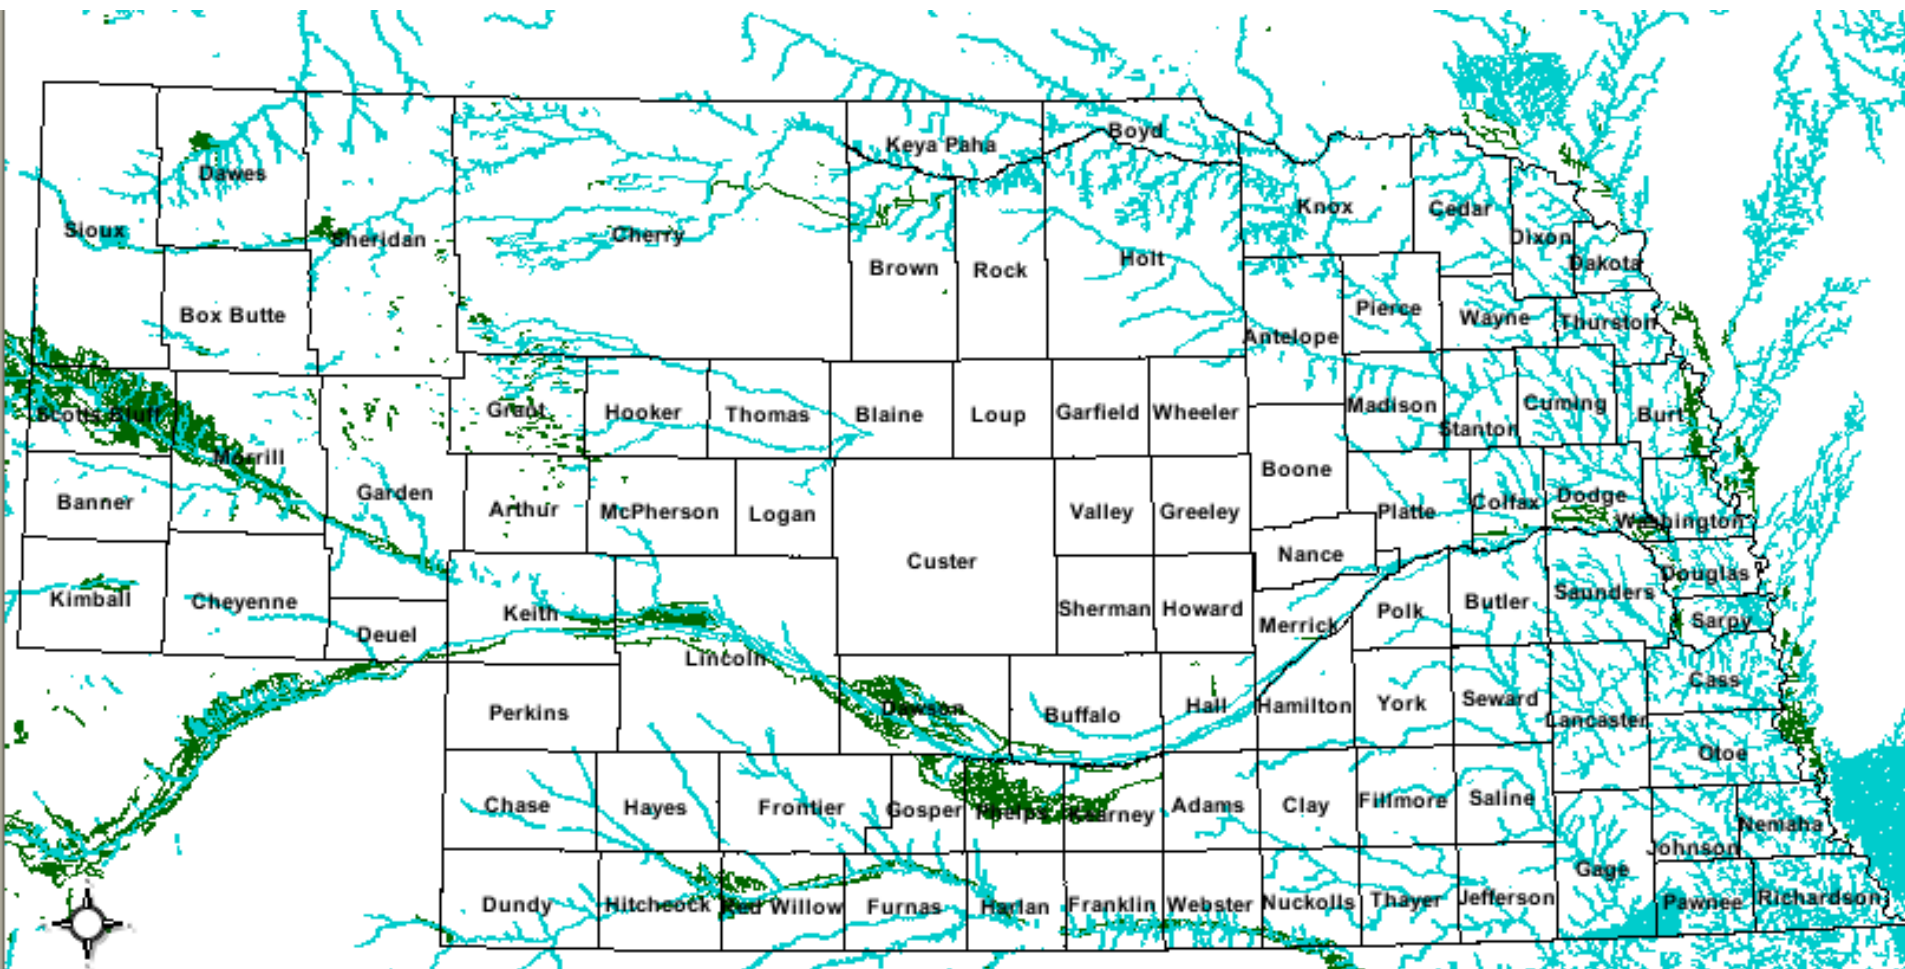 Boyd
Keya Paha
Dawes
Knox
Cedar
Sioux
Sheridan
Cherry
Dixon
Holt
Dakota
Brown
Rock
Box Butte
Pierce
Wayne
Thurston
Antelope
Scotts Bluff
Grant
Hooker
Thomas
Blaine
Loup
Garfield
Wheeler
Madison
Cuming
Burt
Stanton
Morrill
Boone
Garden
Banner
Arthur
McPherson
Logan
Valley
Greeley
Platte
Colfax
Dodge
Washington
Custer
Nance
Douglas
Kimball
Cheyenne
Keith
Sherman
Howard
Polk
Butler
Saunders
Sarpy
Merrick
Deuel
Lincoln
Cass
Perkins
Dawson
Buffalo
Hall
Hamilton
York
Seward
Lancaster
Otoe
Chase
Hayes
Frontier
Gosper
Phelps
Kearney
Adams
Clay
Fillmore
Saline
Nemaha
Johnson
Gage
Dundy
Hitchcock
Red Willow
Furnas
Harlan
Franklin
Webster
Nuckolls
Thayer
Jefferson
Pawnee
Richardson